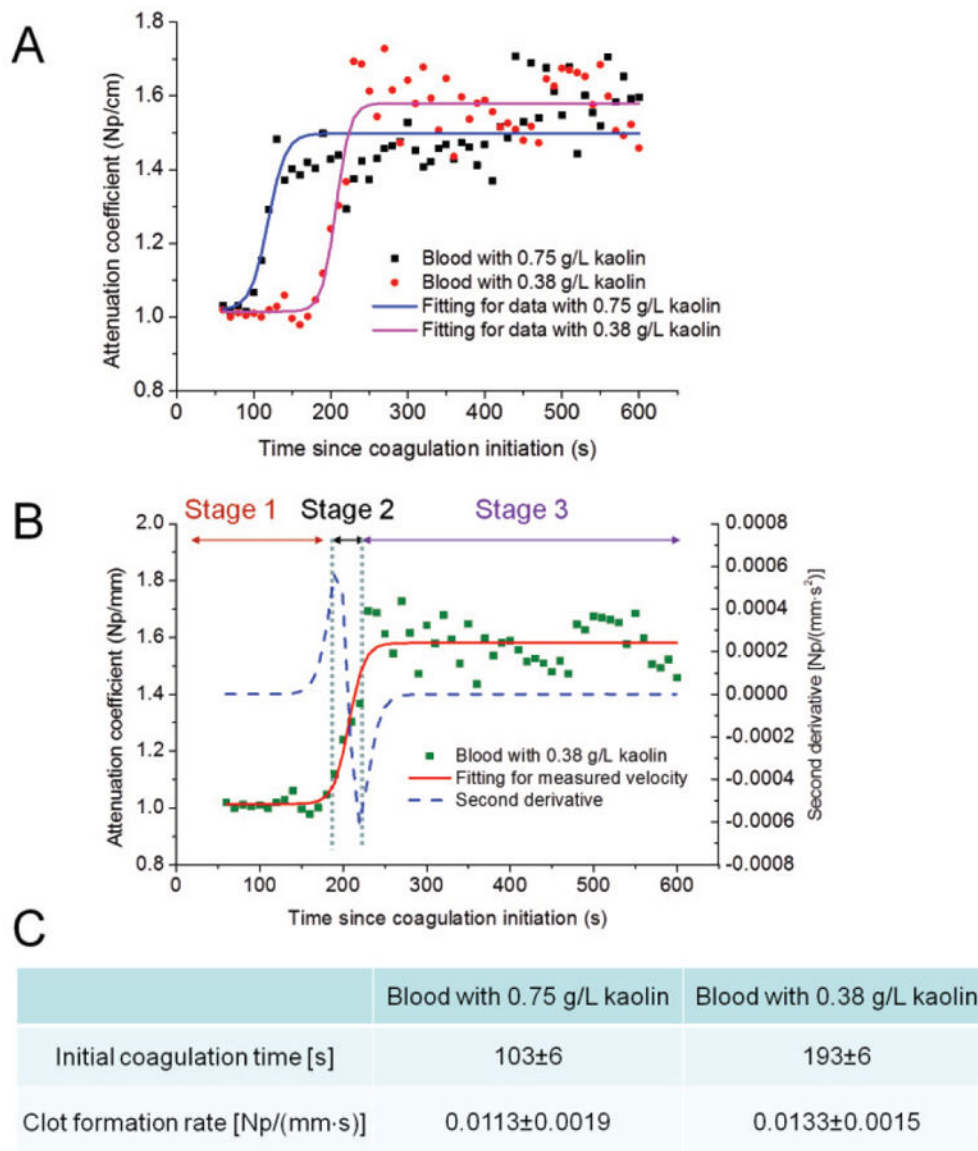 A
Attenuation coefficient (Np/cm)
1.8
1.6
1.4
1.2
1.0
0.8
Blood with 0.75 g/L kaolin
Blood with 0.38 g/L kaolin
Fitting for data with 0.75 g/L kaolin
Fitting for data with 0.38 g/L kaolin
0 100 200 300 400 500 600
Time since coagulation initiation (s)
B
Stage 1 Stage 2 Stage 3
Attenuation coefficient (Np/mm)
2.0
1.8
1.6
1.4
1.2
1.0
0.8
Blood with 0.38 g/L kaolin
Fitting for measured velocity
Second derivative
0.0008
0.0006
0.0004
0.0002
0.0000
-0.0002
-0.0004
-0.0006
-0.0008
Second derivative [Np/(mm·s²)]
0 100 200 300 400 500 600
Time since coagulation initiation (s)
C
Blood with 0.75 g/L kaolin Blood with 0.38 g/L kaolin
Initial coagulation time [s] 103±6 193±6
Clot formation rate [Np/(mm·s)] 0.0113±0.0019 0.0133±0.0015